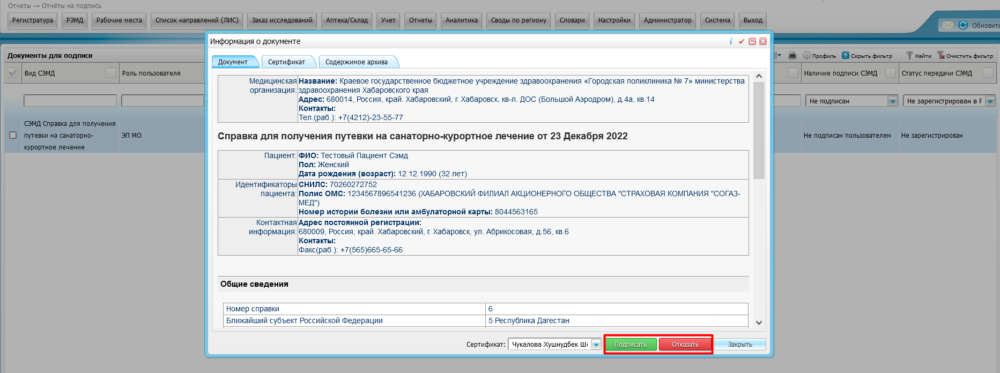 Отчеты → Отчёты на подпись
Регистратура
РЭМД
Рабочие места
Список направлений (ЛИС)
Заказ исследований
Аптека/Склад
Учет
Отчеты
Аналитика
Своды по региону
Словари
Настройки
Администратор
Система
Выход
Обновить
Информация о документе
Документы для подписи
Профиль
Скрыть фильтр
Найти
Очистить фильтр
Документ
Сертификат
Содержимое архива
Вид СЭМД
Роль пользователя
Наличие подписи СЭМД
Статус передачи СЭМД
Не подписан
Не зарегистрирован в Р
СЭМД Справка для получения
путевки на санаторно-
курортное лечение
ЭП МО
Не подписан пользователем
Не зарегистрирован
Медицинская
организация:
Название: Краевое государственное бюджетное учреждение здравоохранения «Городская поликлиника № 7» министерства
здравоохранения Хабаровского края
Адрес: 680014, Россия, край. Хабаровский, г. Хабаровск, кв-л. ДОС (Большой Аэродром), д.4а, кв.14
Контакты:
Тел.(раб.): +7(4212)-23-55-77
Справка для получения путевки на санаторно-курортное лечение от 23 Декабря 2022
Пациент:
ФИО: Тестовый Пациент Сэмд
Пол: Женский
Дата рождения (возраст): 12.12.1990 (32 лет)
Идентификаторы
пациента:
СНИЛС: 70260272752
Полис ОМС: 1234567896541236 (ХАБАРОВСКИЙ ФИЛИАЛ АКЦИОНЕРНОГО ОБЩЕСТВА "СТРАХОВАЯ КОМПАНИЯ "СОГАЗ-
МЕД")
Номер истории болезни или амбулаторной карты: 8044563165
Контактная
информация:
Адрес постоянной регистрации:
680009, Россия, край. Хабаровский, г. Хабаровск, ул. Абрикосовая, д.56, кв.6
Контакты:
Факс(раб.): +7(565)665-65-66
Общие сведения
Номер справки
6
Ближайший субъект Российской Федерации
5 Республика Дагестан
Сертификат:
Чукалова Хушнудбек
Подписать
Отказать
Закрыть